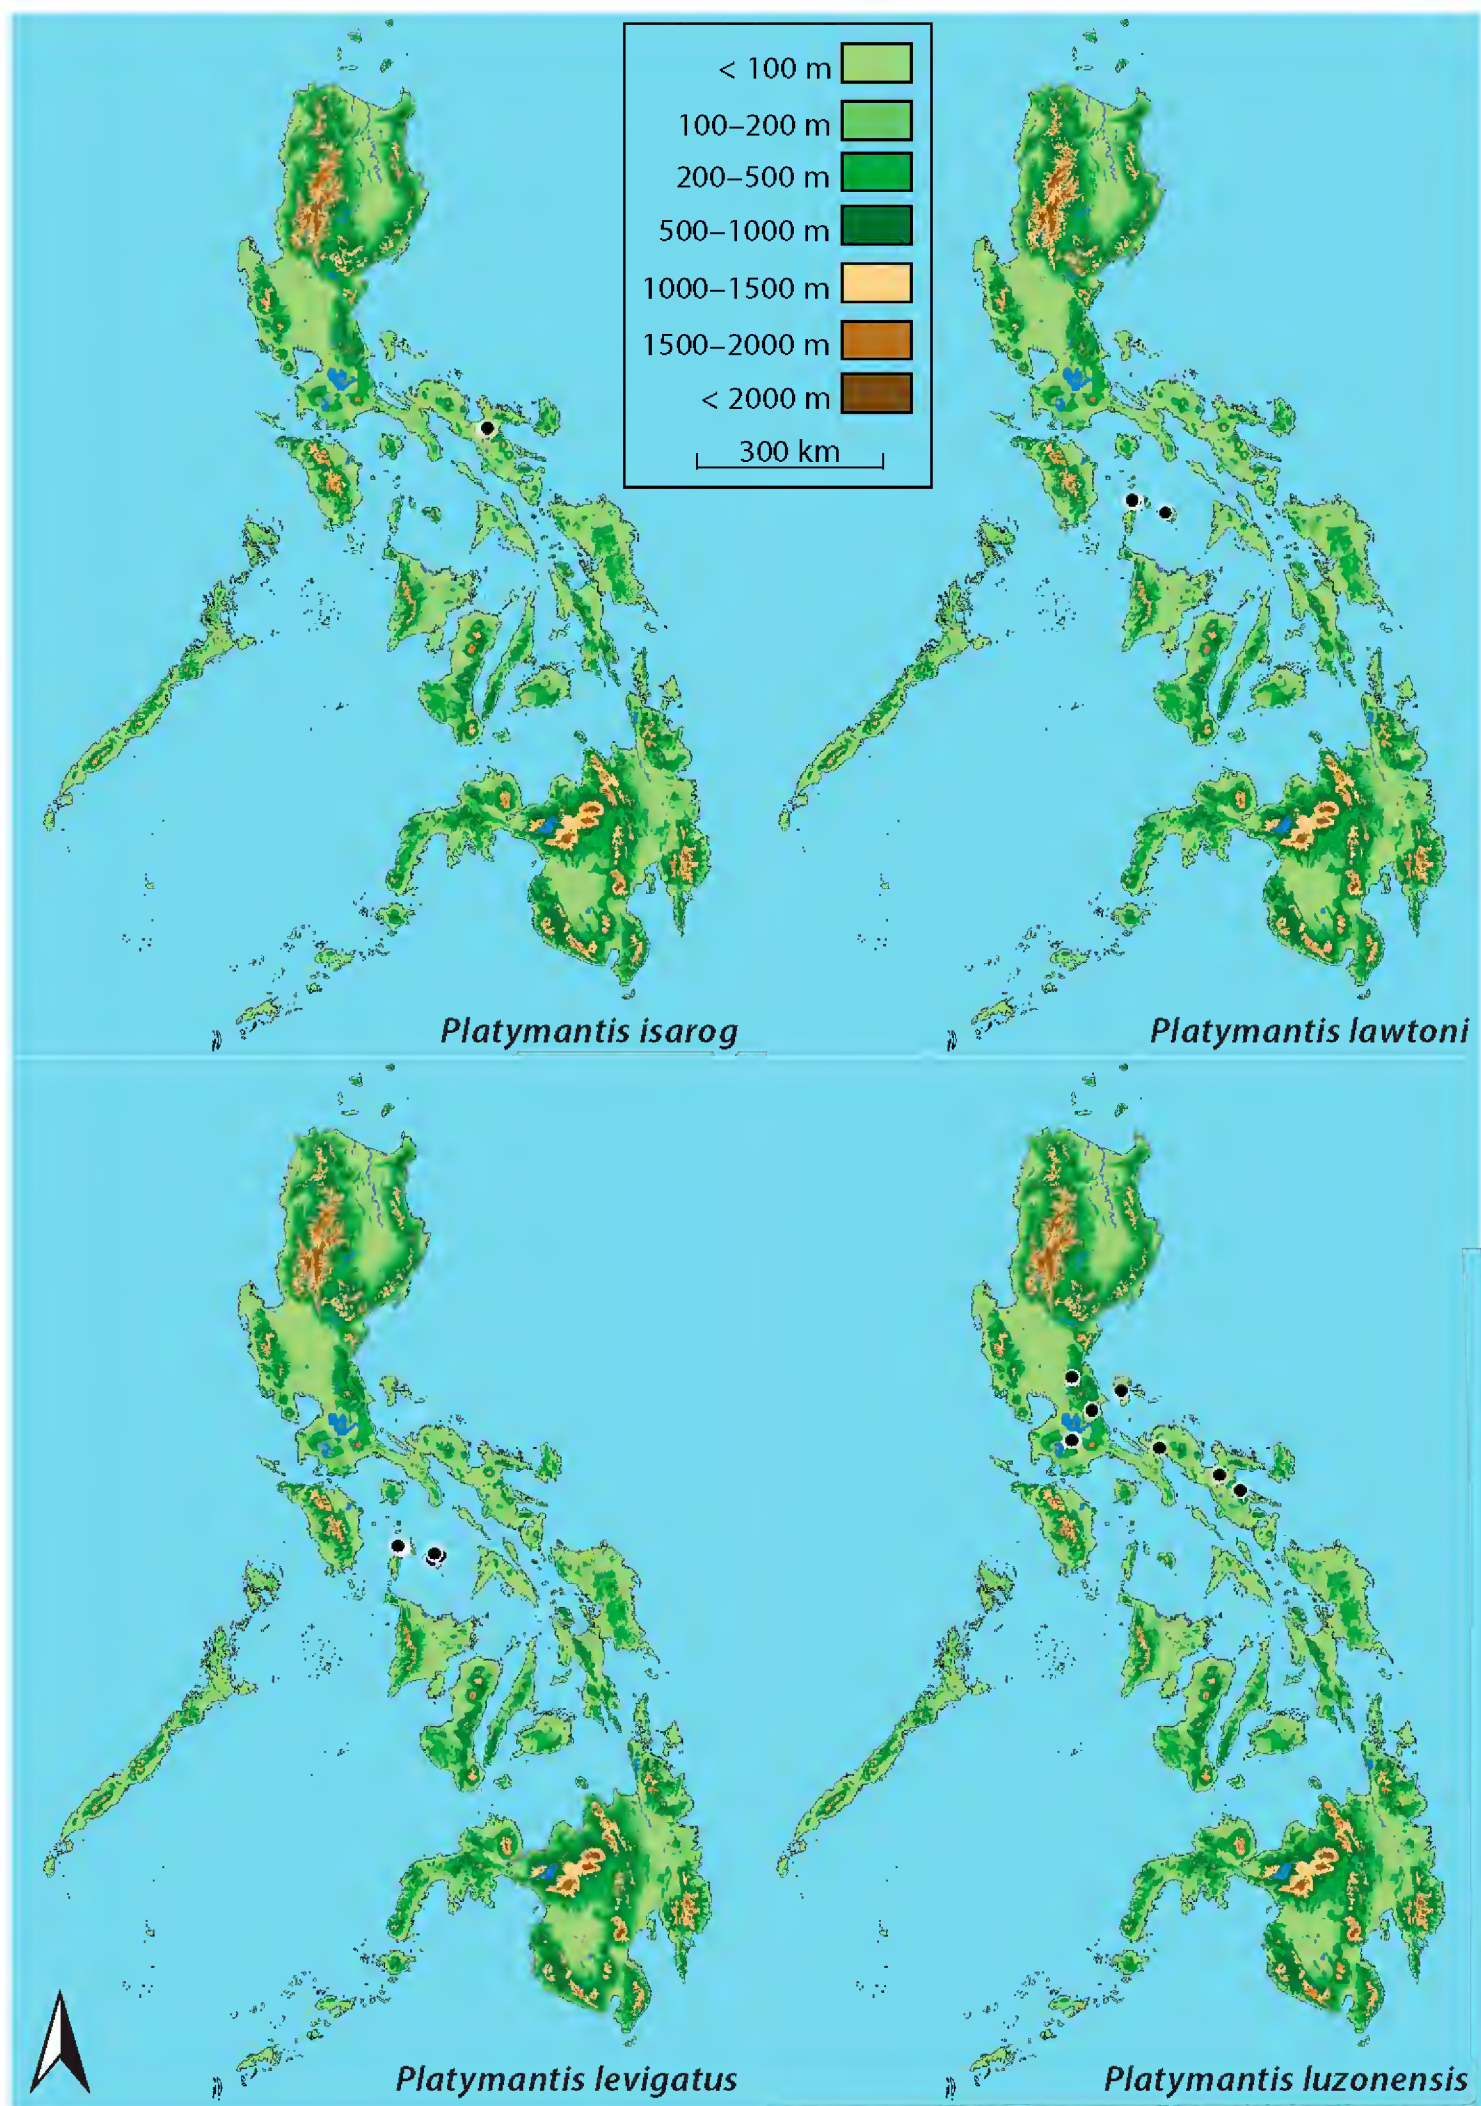 < 100 m
100–200 m
200–500 m
500–1000 m
1000–1500 m
1500–2000 m
< 2000 m
300 km
Platymantis isarog
Platymantis lawtoni
Platymantis levigatus
Platymantis luzonensis